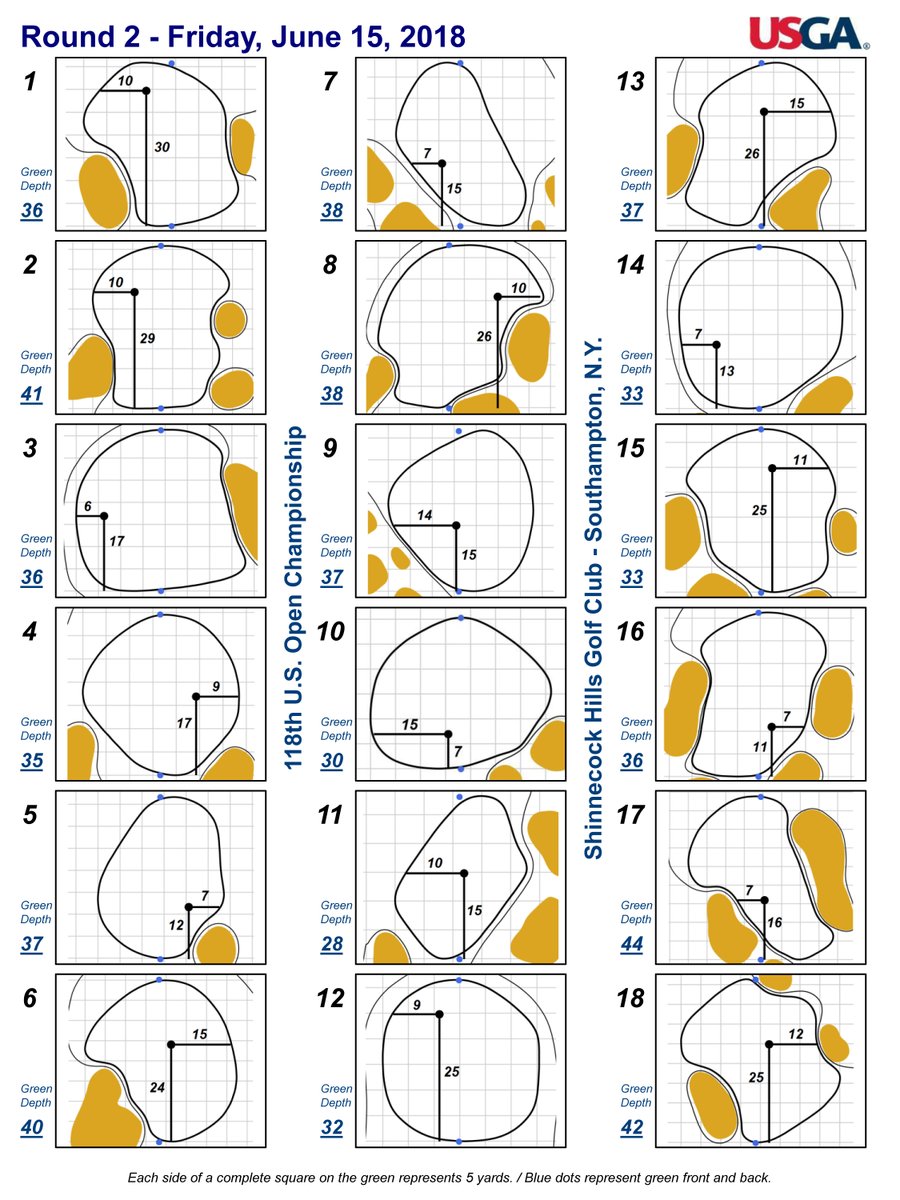 Round 2 - Friday, June 15, 2018
USGA®
1
10
30
Green
Depth
36
2
10
29
Green
Depth
41
3
6
17
Green
Depth
36
4
9
17
Green
Depth
35
5
7
12
Green
Depth
37
6
15
24
Green
Depth
40
118th U.S. Open Championship
7
7
15
Green
Depth
38
8
10
26
Green
Depth
38
9
14
15
Green
Depth
37
10
15
7
Green
Depth
30
11
10
15
Green
Depth
28
12
9
25
Green
Depth
32
Shinnecock Hills Golf Club - Southampton, N.Y.
13
15
26
Green
Depth
37
14
7
13
Green
Depth
33
15
11
25
Green
Depth
33
16
7
11
Green
Depth
36
17
7
16
Green
Depth
44
18
12
25
Green
Depth
42
Each side of a complete square on the green represents 5 yards. / Blue dots represent green front and back.